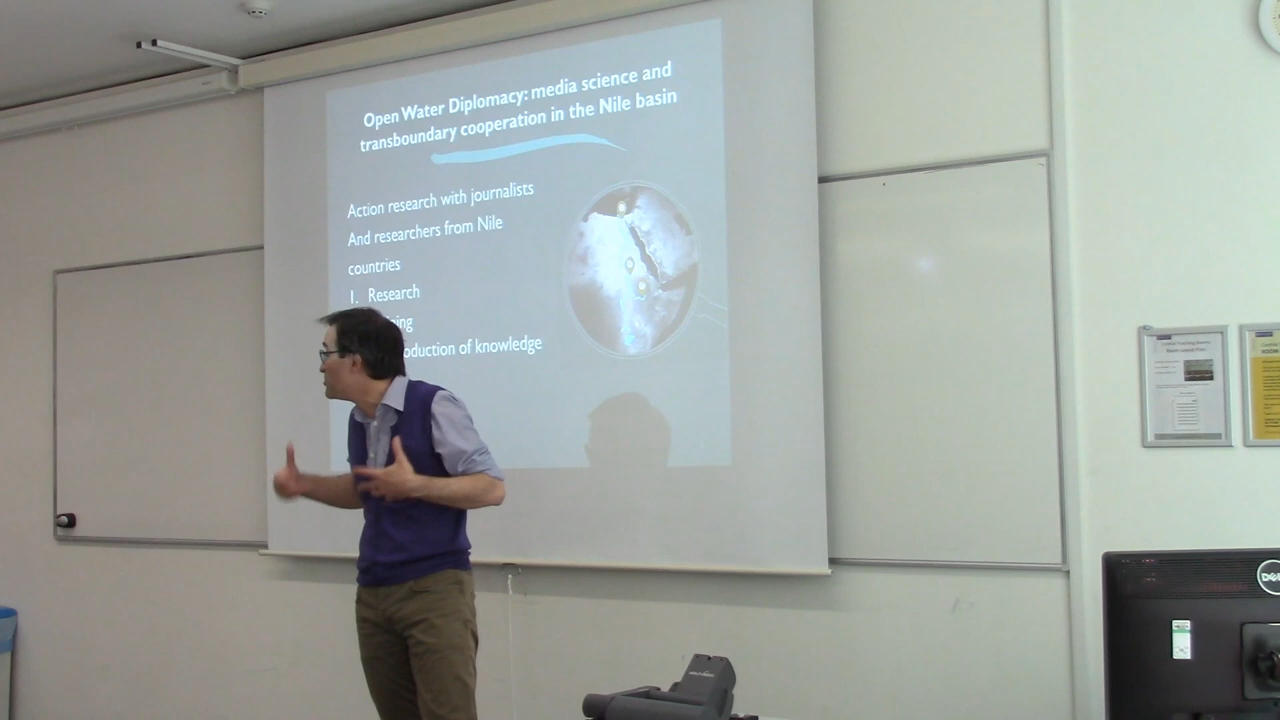 Open Water Diplomacy: media science and
transboundary cooperation in the Nile basin
Action research with journalists
And researchers from Nile
countries
1. Research
oduction of knowledge
DELL